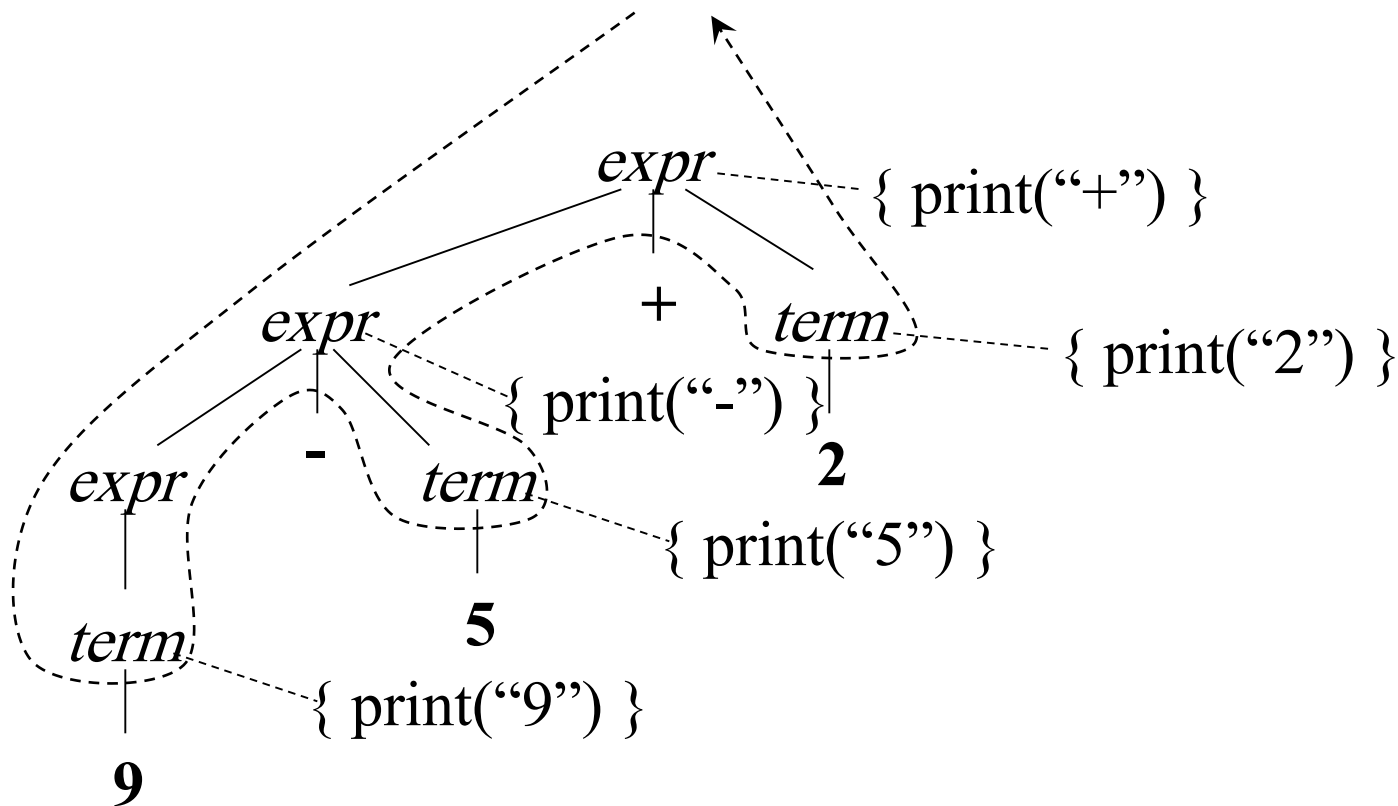 expr
{ print(“+”) }
expr
+
term
{ print(“2”) }
{ print(“-”) }
expr
-
term
2
{ print(“5”) }
term
5
{ print(“9”) }
9